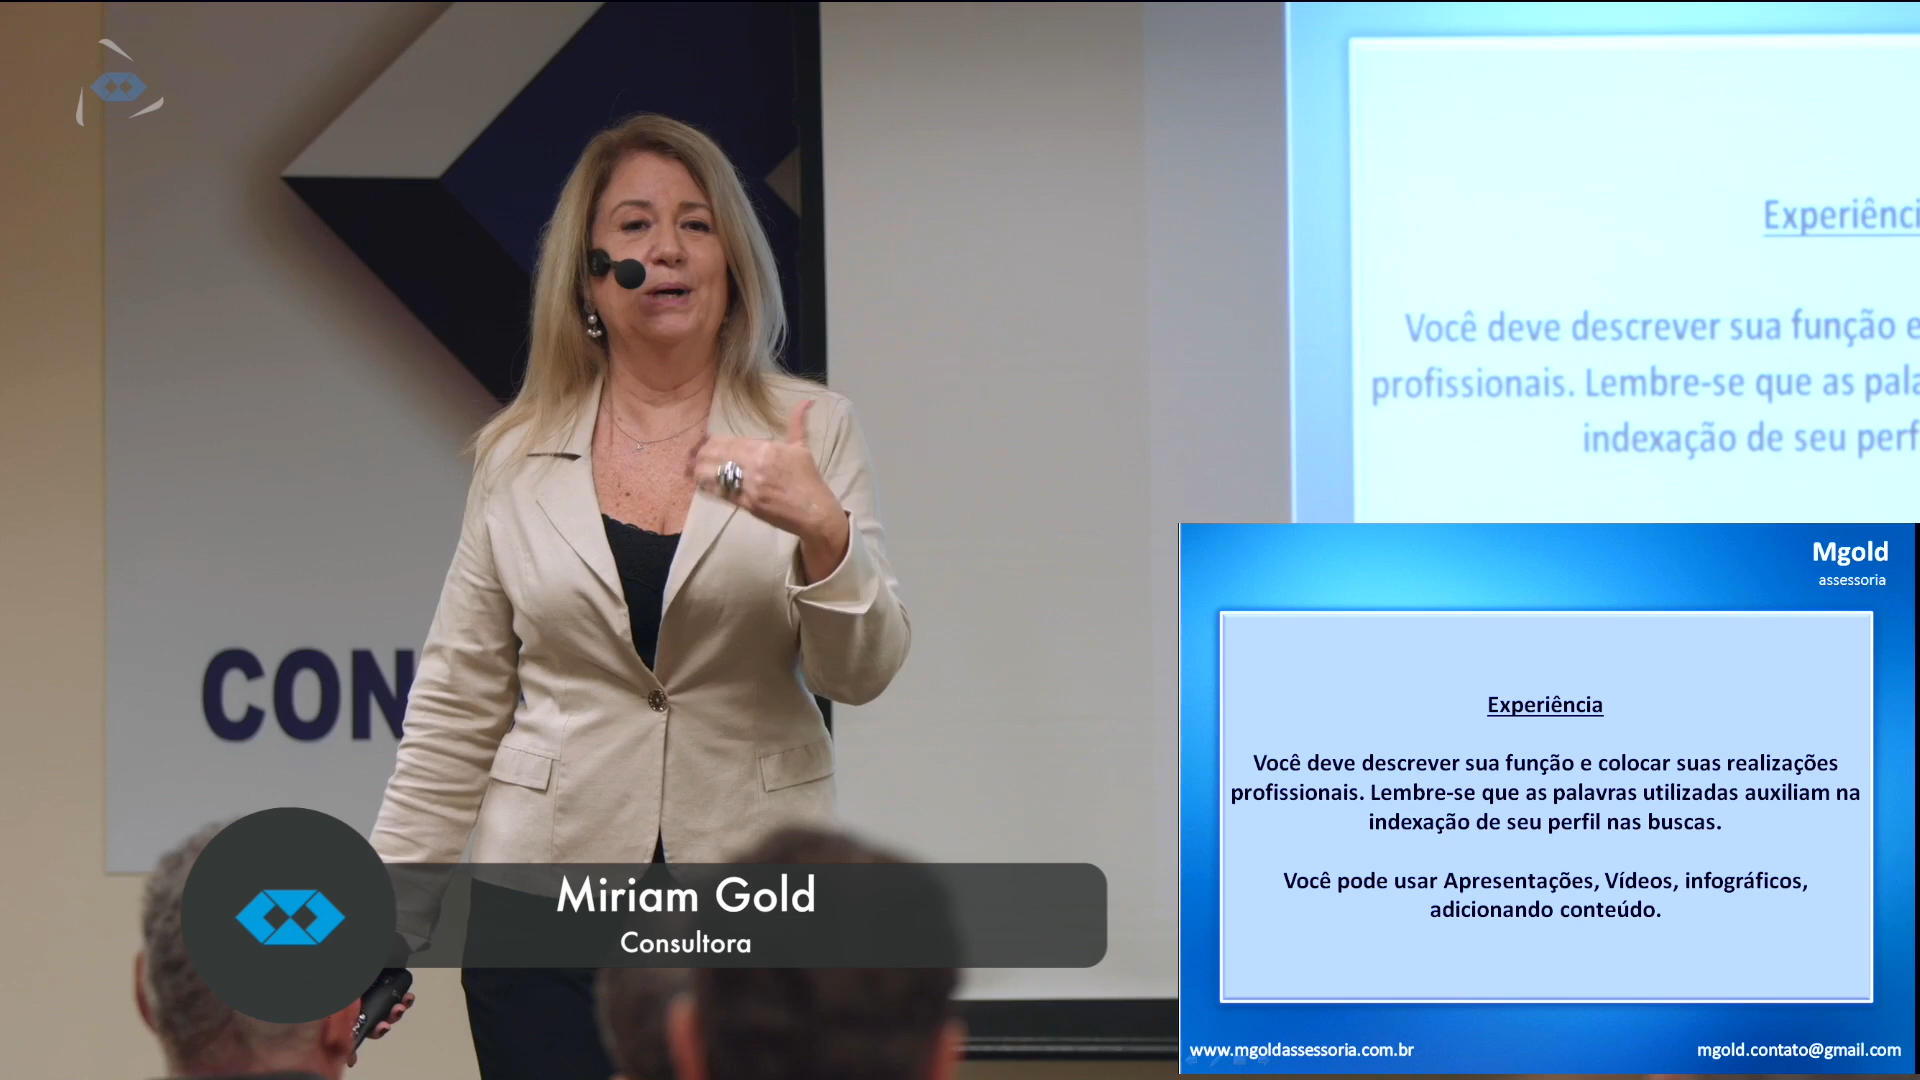 Experiênci
Você deve descrever sua função e
profissionais. Lembre-se que as pala
indexação de seu perf
CON
Miriam Gold
Consultora
Mgold
assessoria
Experiência
Você deve descrever sua função e colocar suas realizações
profissionais. Lembre-se que as palavras utilizadas auxiliam na
indexação de seu perfil nas buscas.
Você pode usar Apresentações, Vídeos, infográficos,
adicionando conteúdo.
www.mgoldassessoria.com.br
mgold.contato@gmail.com